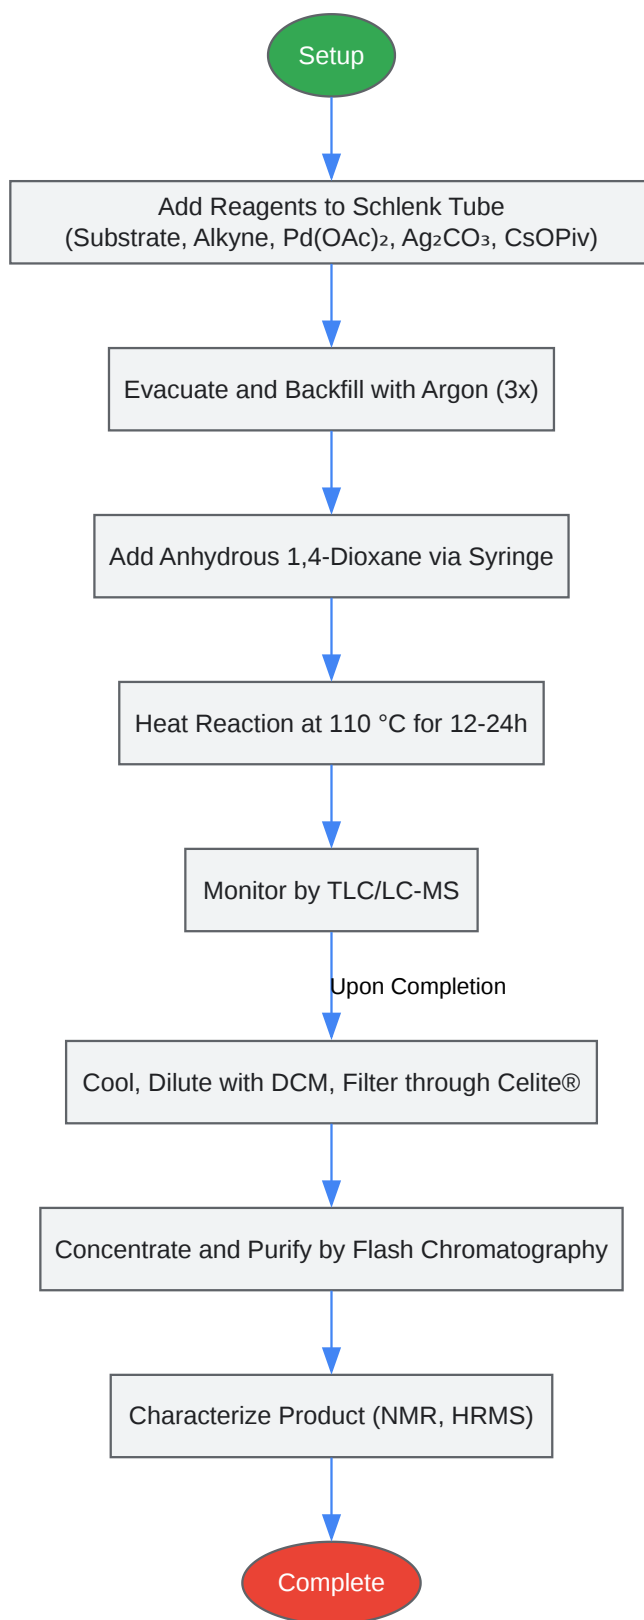 Setup
Add Reagents to Schlenk Tube
(Substrate, Alkyne, Pd(OAc)₂, Ag₂CO₃, CsOPiv)
Evacuate and Backfill with Argon (3x)
Add Anhydrous 1,4-Dioxane via Syringe
Heat Reaction at 110 °C for 12-24h
Monitor by TLC/LC-MS
Upon Completion
Cool, Dilute with DCM, Filter through Celite®
Concentrate and Purify by Flash Chromatography
Characterize Product (NMR, HRMS)
Complete